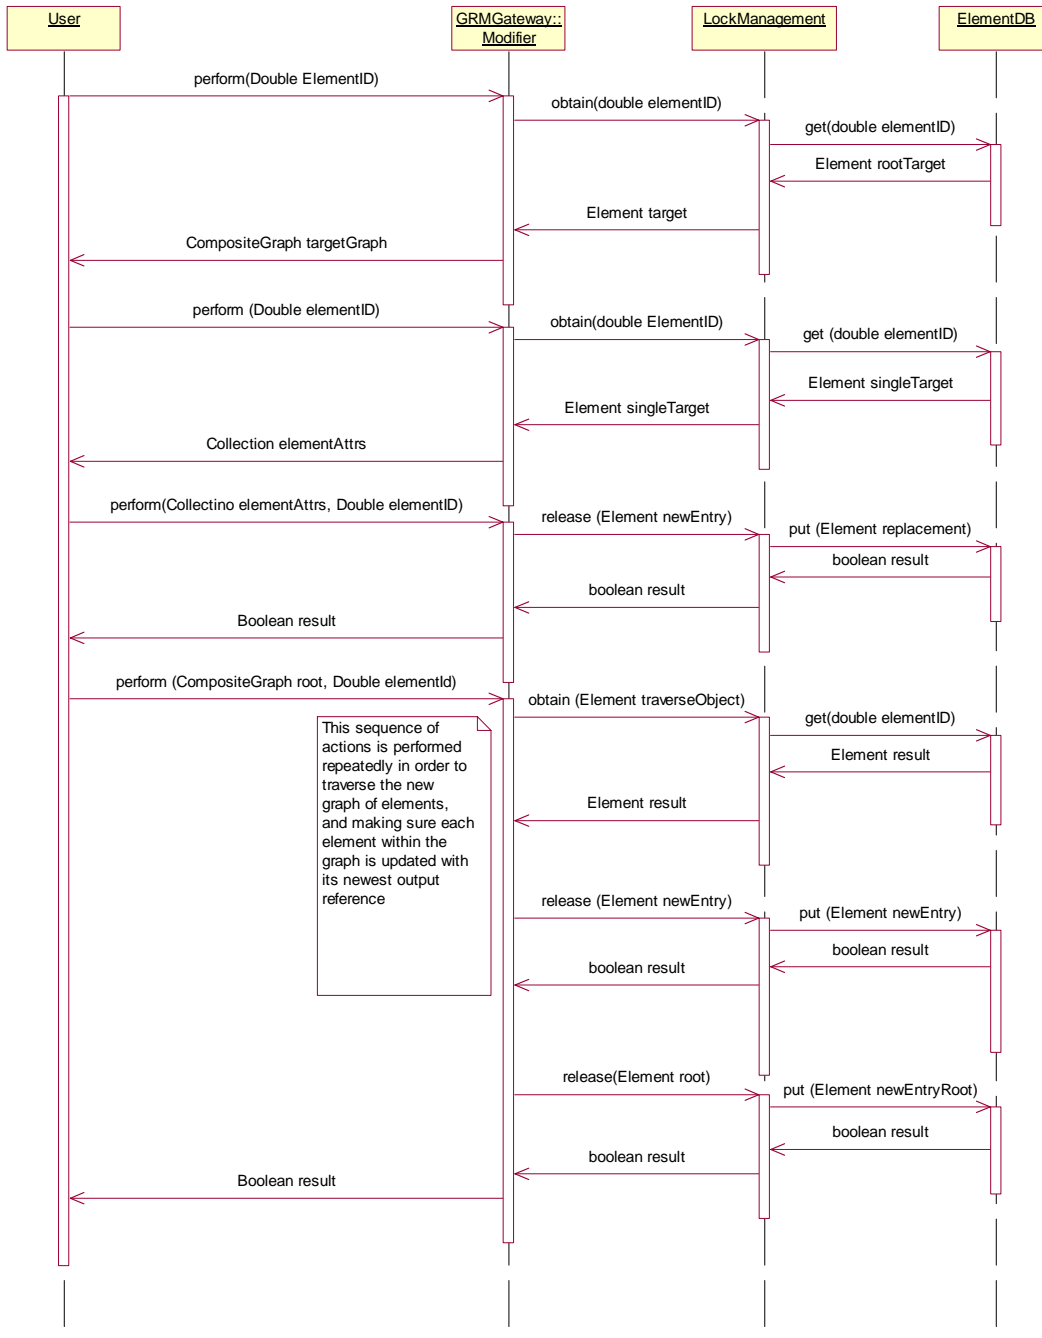 User
GRMGateway::
Modifier
LockManagement
ElementDB
perform(Double ElementID)
obtain(double elementID)
get(double elementID)
Element rootTarget
Element target
CompositeGraph targetGraph
perform (Double elementID)
obtain(double ElementID)
get (double elementID)
Element singleTarget
Element singleTarget
Collection elementAttrs
perform(Collectino elementAttrs, Double elementID)
release (Element newEntry)
put (Element replacement)
boolean result
boolean result
Boolean result
perform (CompositeGraph root, Double elementId)
obtain (Element traverseObject)
get(double elementID)
This sequence of
actions is performed
repeatedly in order to
traverse the new
graph of elements,
and making sure each
element within the
graph is updated with
its newest output
reference
Element result
Element result
release (Element newEntry)
put (Element newEntry)
boolean result
boolean result
release(Element root)
put (Element newEntryRoot)
boolean result
boolean result
Boolean result